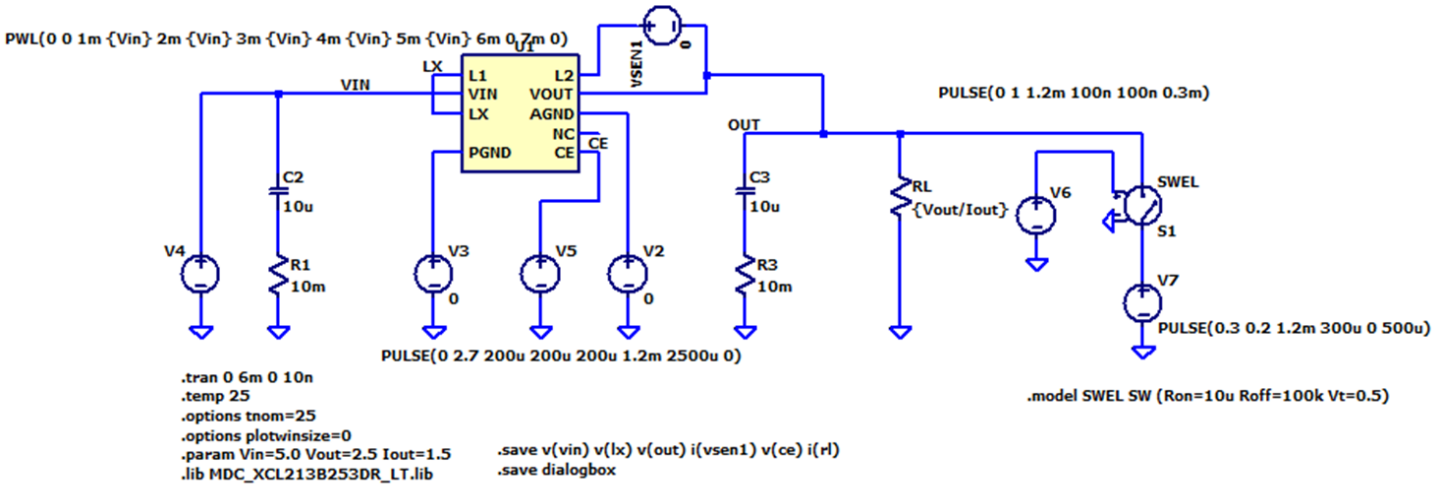 PWL(0 0 1m {Vin} 2m {Vin} 3m {Vin} 4m {Vin} 5m {Vin} 6m 0 7m 0)
U1
VSEN1
0
LX
L1
L2
VIN
VIN
VOUT
LX
AGND
NC
CE
PGND
CE
PULSE(0 1 1.2m 100n 100n 0.3m)
OUT
C2
10u
C3
10u
RL
{Vout/Iout}
V6
SWEL
S1
V4
R1
10m
V3
0
V5
V2
0
R3
10m
V7
PULSE(0.3 0.2 1.2m 300u 0 500u)
PULSE(0 2.7 200u 200u 200u 1.2m 2500u 0)
.tran 0 6m 0 10n
.temp 25
.options tnom=25
.options plotwinsize=0
.param Vin=5.0 Vout=2.5 Iout=1.5
.lib MDC_XCL213B253DR_LT.lib
.save v(vin) v(lx) v(out) i(vsen1) v(ce) i(rl)
.save dialogbox
.model SWEL SW (Ron=10u Roff=100k Vt=0.5)